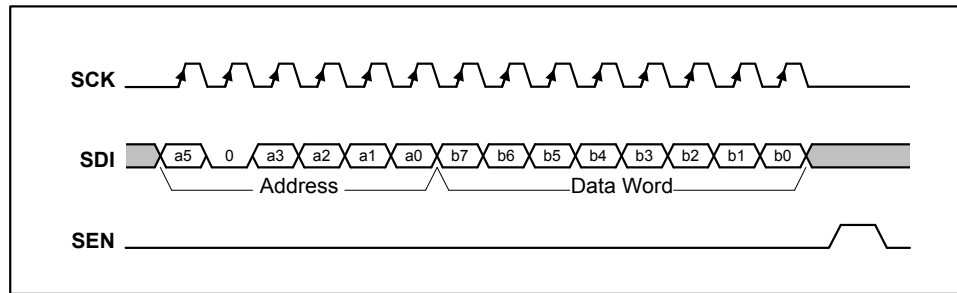 SCK
SDI a5 0 a3 a2 a1 a0 b7 b6 b5 b4 b3 b2 b1 b0
Address Data Word
SEN